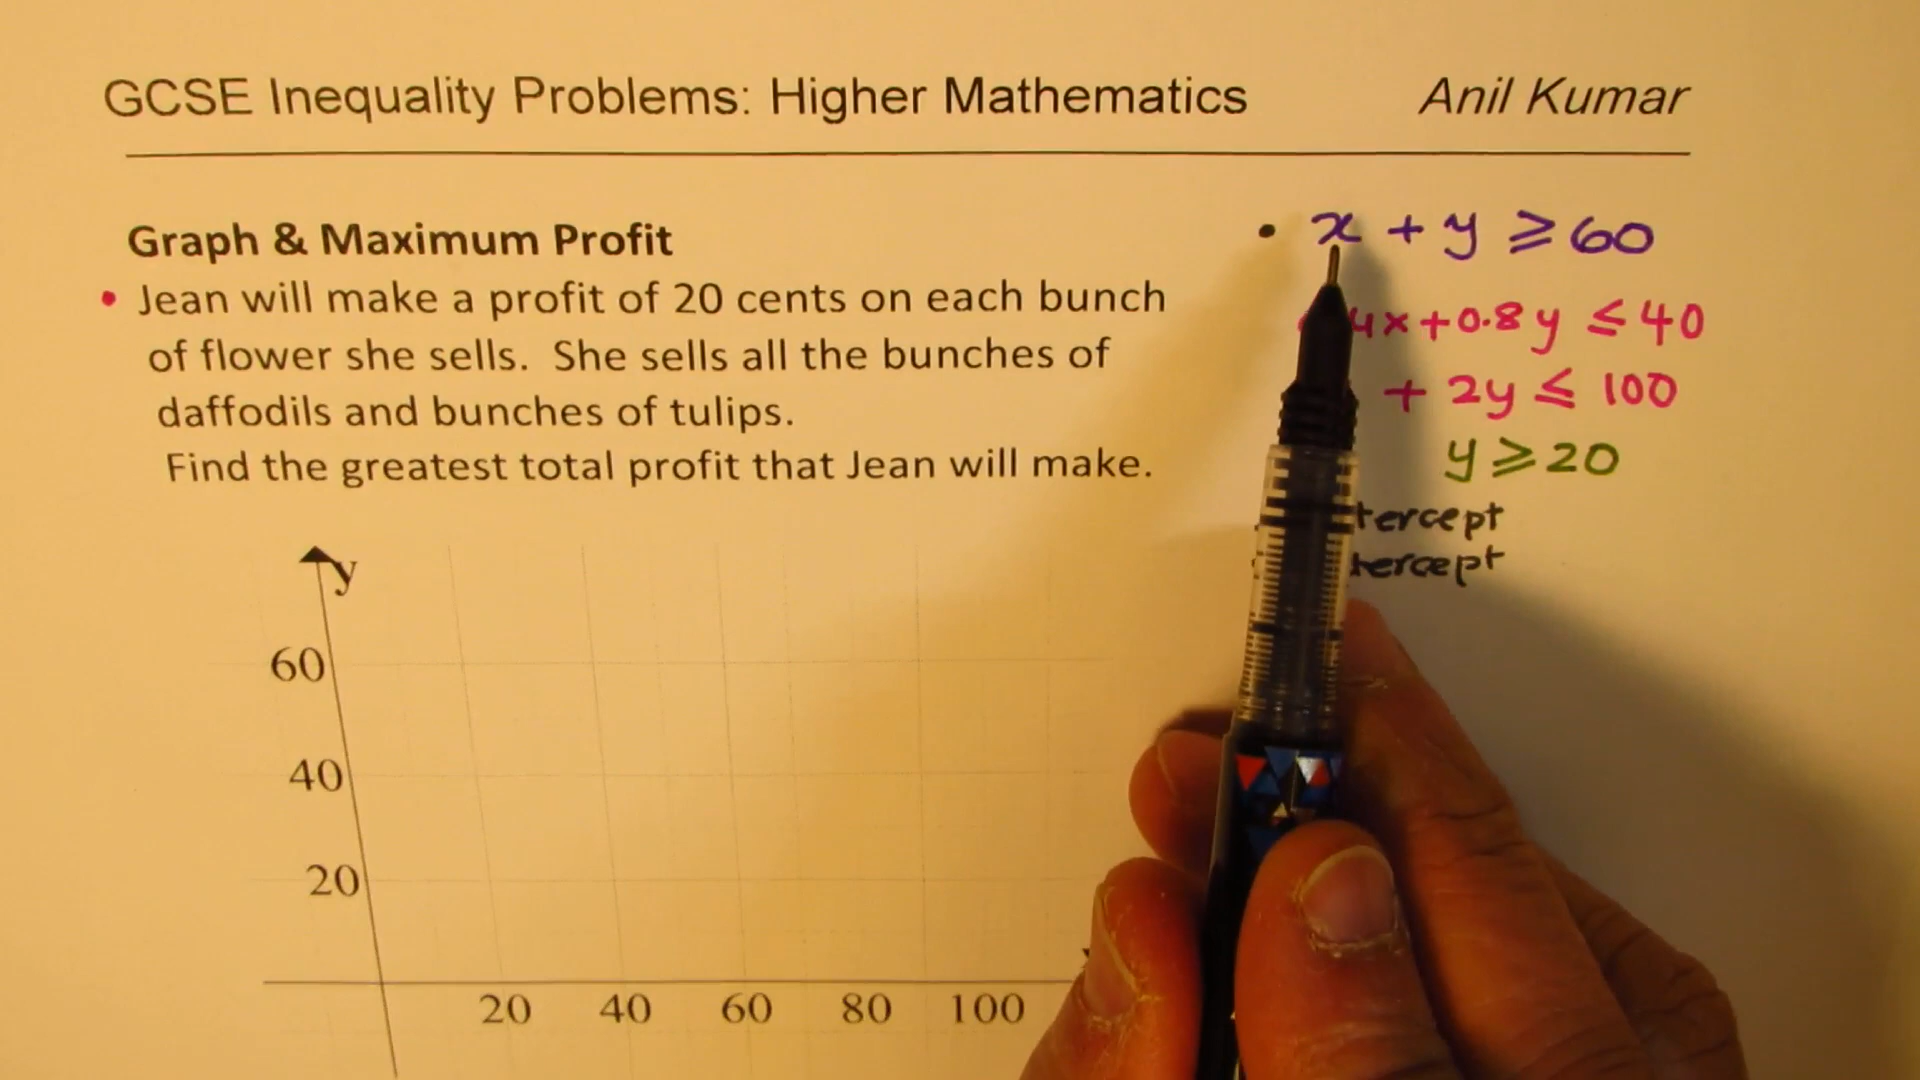 GCSE Inequality Problems: Higher Mathematics
Anil Kumar
Graph & Maximum Profit
• Jean will make a profit of 20 cents on each bunch
of flower she sells. She sells all the bunches of
daffodils and bunches of tulips.
Find the greatest total profit that Jean will make.
• x + y ≥ 60
4x+0.8y ≤ 40
+ 2y ≤ 100
y ≥ 20
y
60
40
20
20 40 60 80 100